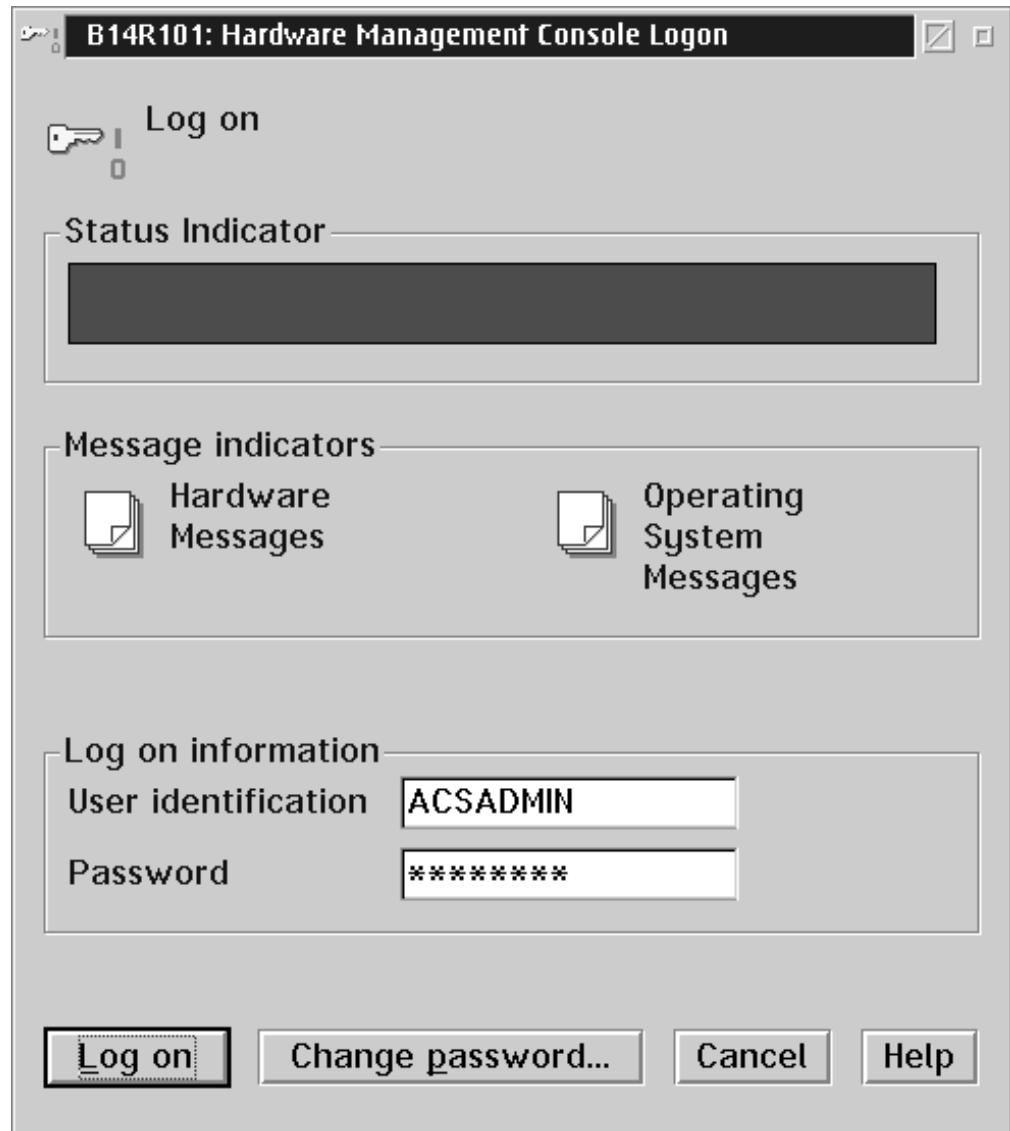 B14R101: Hardware Management Console Logon
Log on
Status Indicator
Message indicators
Hardware
Messages
Operating
System
Messages
Log on information
User identification ACSADMIN
Password ********
Log on Change password... Cancel Help